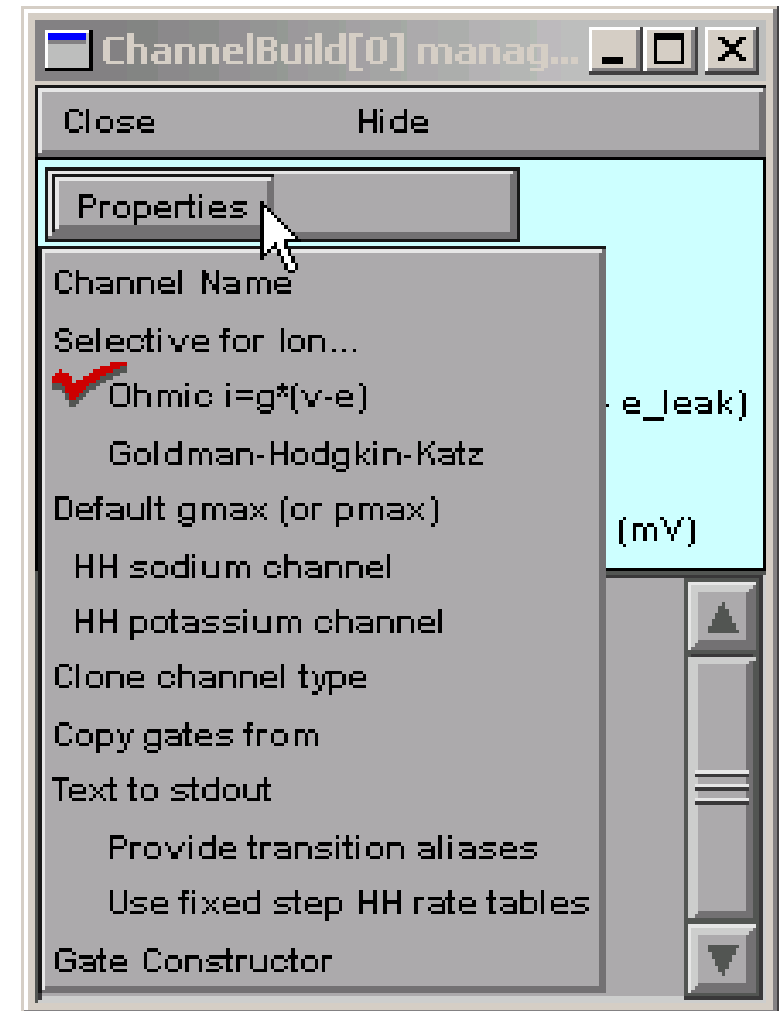 ChannelBuild[0] manag...
Close Hide
Properties
Channel Name
Selective for Ion...
Ohmic i=g*(v-e)
- e_leak)
Goldman-Hodgkin-Katz
Default gmax (or pmax)
(mV)
HH sodium channel
HH potassium channel
Clone channel type
Copy gates from
Text to stdout
Provide transition aliases
Use fixed step HH rate tables
Gate Constructor